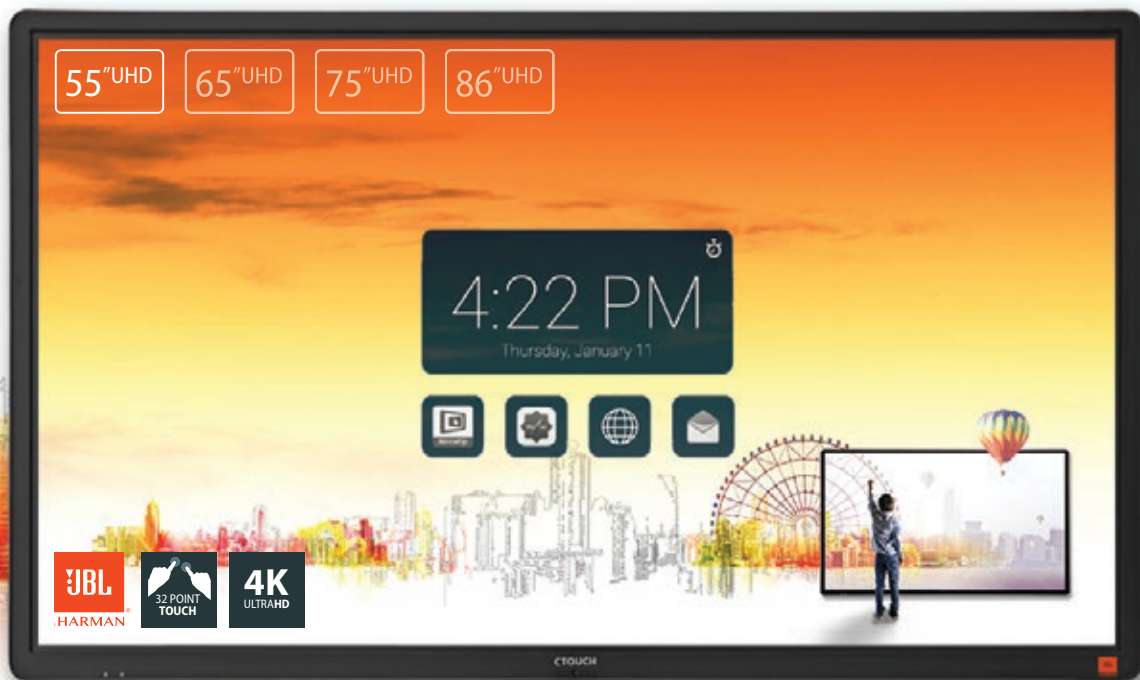 55″UHD
65″UHD
75″UHD
86″UHD
4:22 PM
Thursday, January 11
JBL
HARMAN
32 POINT
TOUCH
4K
ULTRAHD
CTOUCH